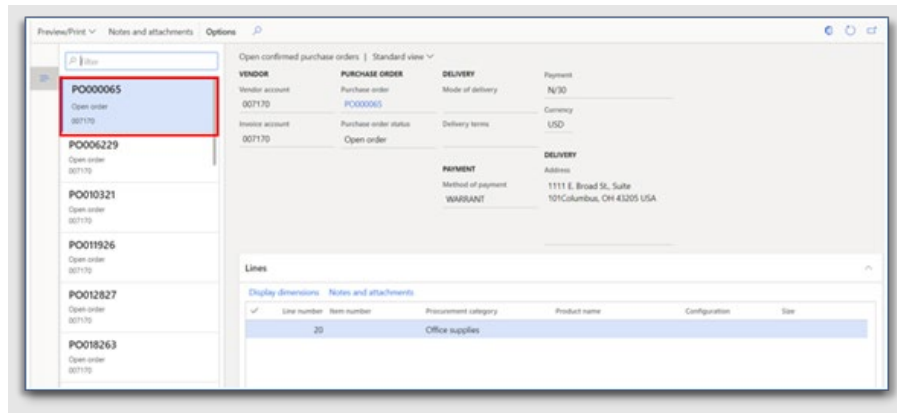 Preview/Print Notes and attachments Options
Filter
PO000065
Open order
007170
PO006229
Open order
007170
PO010321
Open order
007170
PO011926
Open order
007170
PO012827
Open order
007170
PO018263
Open order
007170
Open confirmed purchase orders | Standard view
VENDOR
Vendor account
007170
Invoice account
007170
PURCHASE ORDER
Purchase order
PO000065
Purchase order status
Open order
DELIVERY
Mode of delivery
Delivery terms
PAYMENT
Method of payment
WARRANT
Payment
N/30
Currency
USD
DELIVERY
Address
1111 E. Broad St., Suite
101Columbus, OH 43205 USA
Lines
Display dimensions Notes and attachments
Line number Item number Procurement category Product name Configuration Size
20 Office supplies